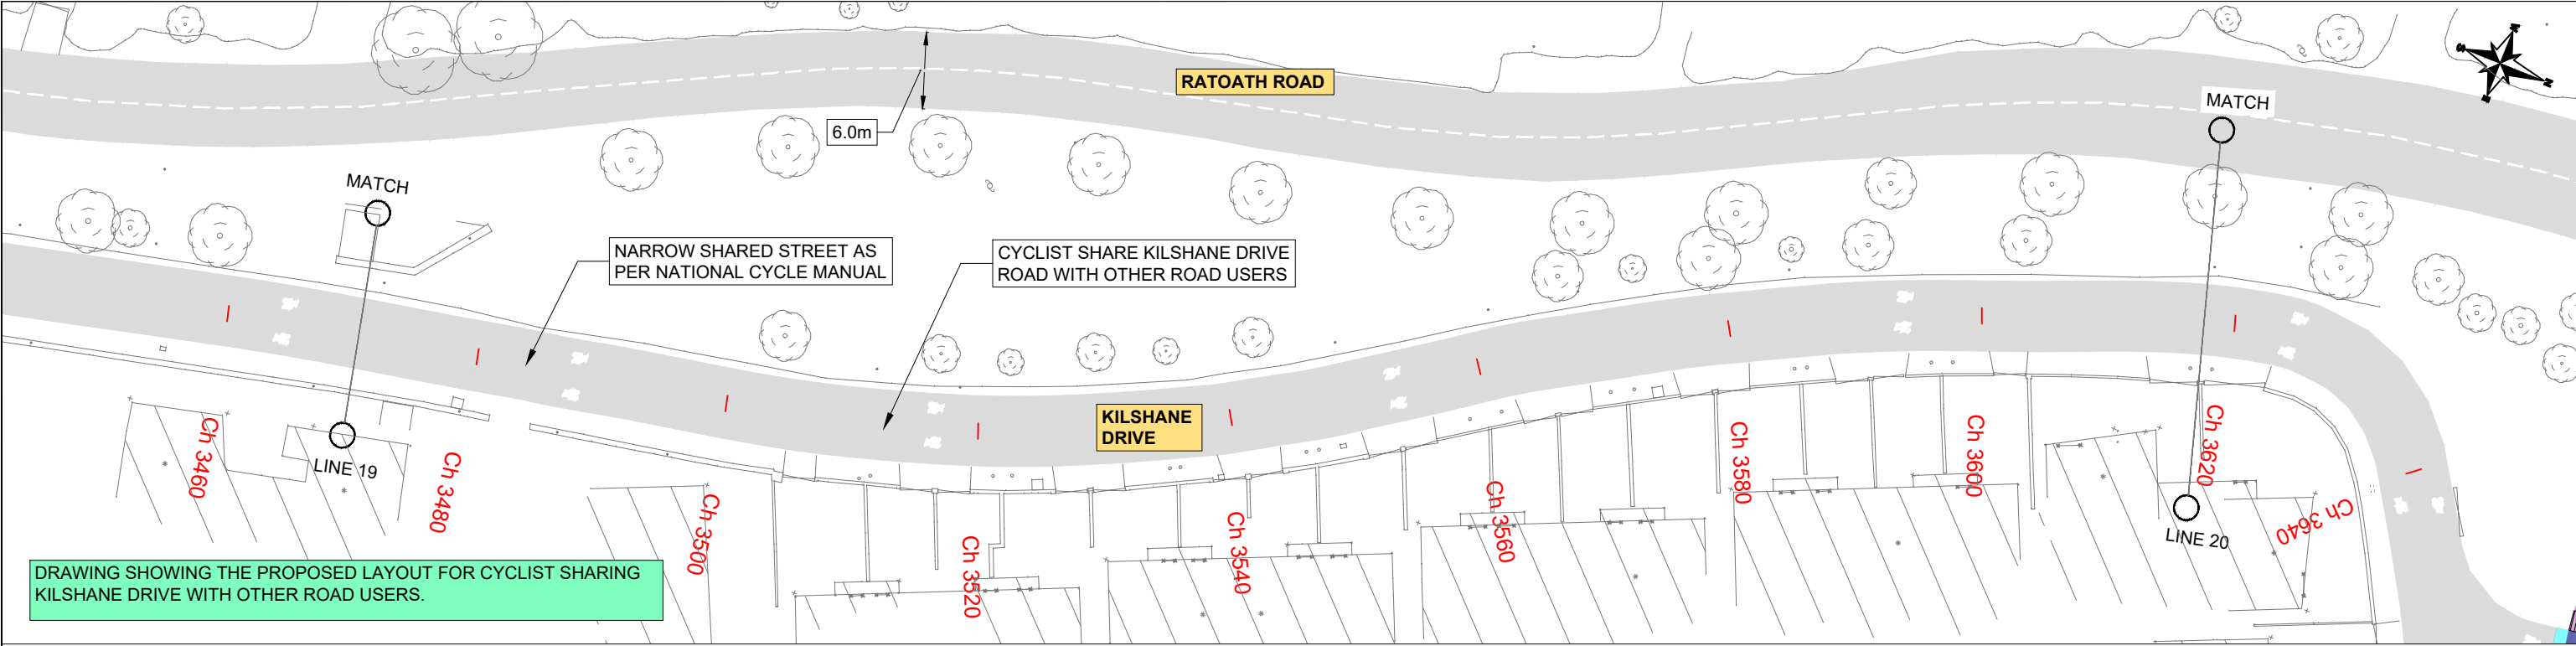 RATOATH ROAD
MATCH
6.0m
MATCH
NARROW SHARED STREET AS
PER NATIONAL CYCLE MANUAL
CYCLIST SHARE KILSHANE DRIVE
ROAD WITH OTHER ROAD USERS
KILSHANE
DRIVE
Ch 3460
LINE 19
Ch 3480
Ch 3500
Ch 3520
Ch 3540
Ch 3560
Ch 3580
Ch 3600
Ch 3620
Ch 3640
LINE 20
DRAWING SHOWING THE PROPOSED LAYOUT FOR CYCLIST SHARING
KILSHANE DRIVE WITH OTHER ROAD USERS.